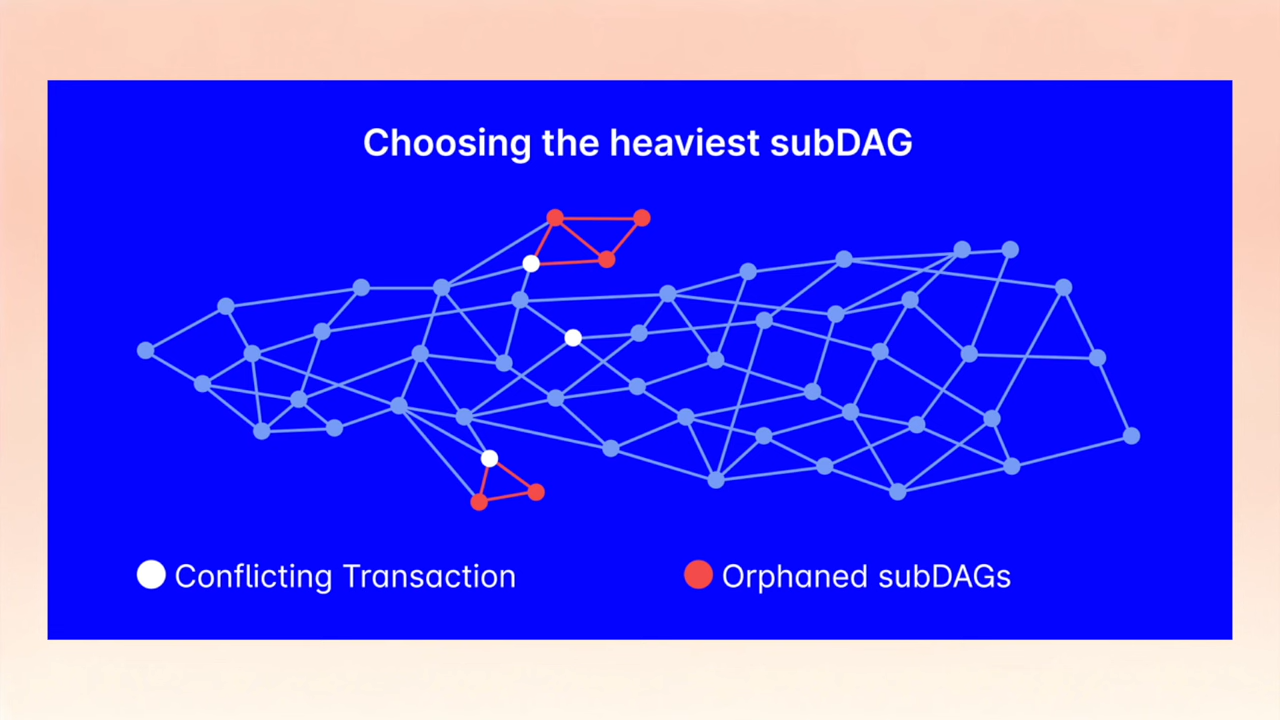 Choosing the heaviest subDAG
Conflicting Transaction
Orphaned subDAGs